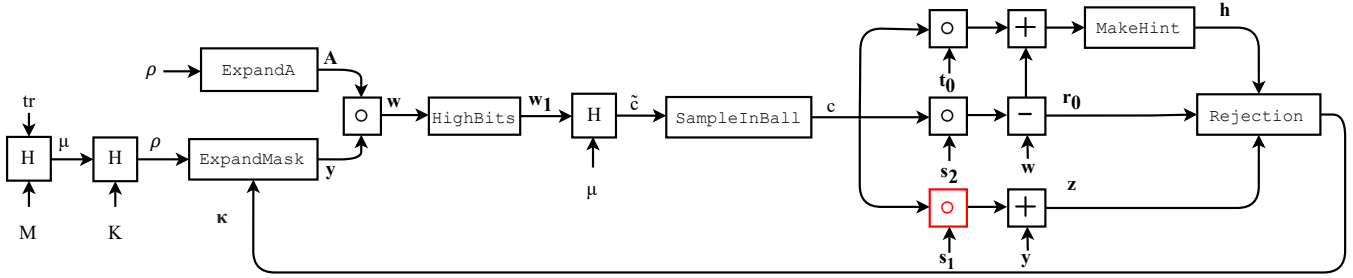 h
∘
+
MakeHint
A
ρ
ExpandA
t0
tr
w
w1
c̃
c
r0
∘
HighBits
H
SampleInBall
∘
−
Rejection
μ
ρ
H
H
ExpandMask
y
s2
w
μ
z
κ
∘
+
M
K
s1
y